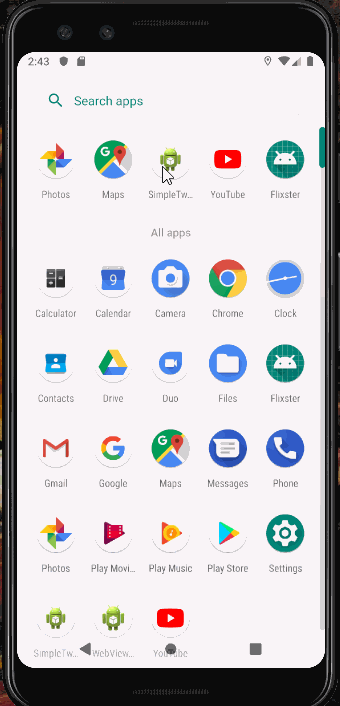 2:43
Search apps
Photos Maps SimpleTw... YouTube Flixster
All apps
Calculator 9 Calendar Camera Chrome Clock
Contacts Drive Duo Files Flixster
Gmail Google Maps Messages Phone
Photos Play Movi... Play Music Play Store Settings
SimpleTw... WebView... YouTube